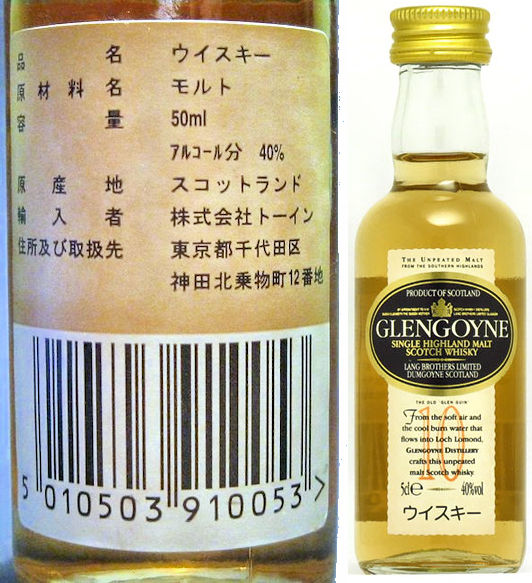 品名 ウイスキー
原材料名 モルト
容量 50ml
ｱﾙｺｰﾙ分 40%
原産地 スコットランド
輸入者 株式会社トーイン
住所及び取扱先 東京都千代田区
神田北乗物町12番地
5 010503 910053 >
THE UNPEATED MALT
FROM THE SOUTHERN HIGHLANDS
PRODUCT OF SCOTLAND
GLENGOYNE
SINGLE HIGHLAND MALT
SCOTCH WHISKY
LANG BROTHERS LIMITED
DUMGOYNE SCOTLAND
THE OLD 'GLEN GUIN'
10
From the soft air and
the cool burn water that
flows into Loch Lomond,
GLENGOYNE DISTILLERY
crafts this unpeated
malt Scotch whisky.
5cl e 40%vol
ウイスキー